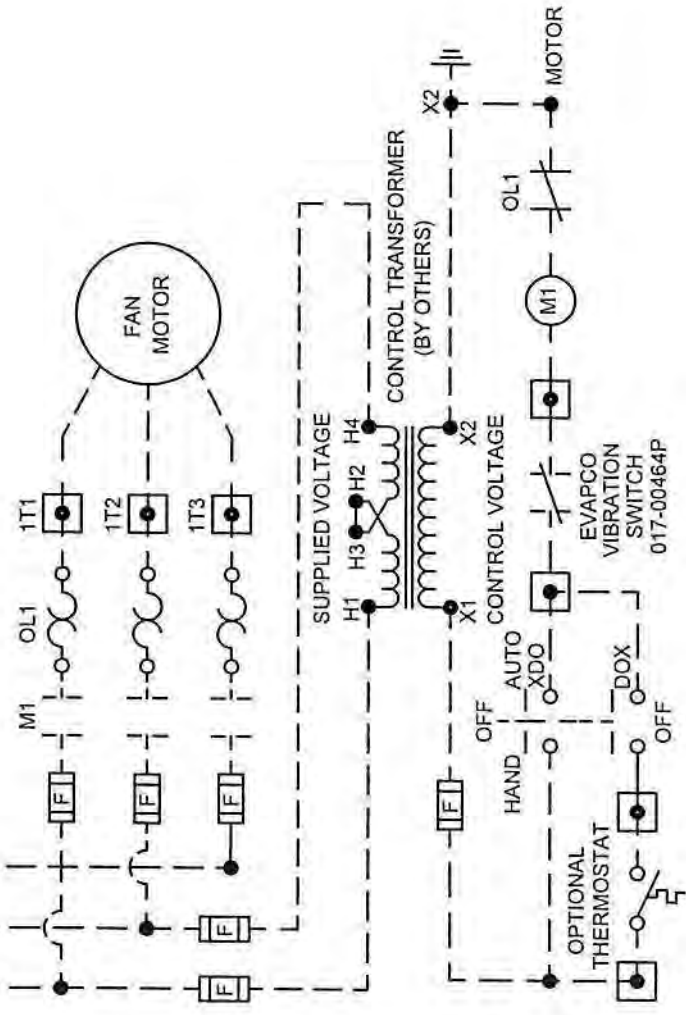 M1
OL1
1T1
1T2
1T3
F
F
F
FAN
MOTOR
F
F
SUPPLIED VOLTAGE
H1
H3
H2
H4
CONTROL TRANSFORMER
(BY OTHERS)
X1
X2
X2
CONTROL VOLTAGE
F
OFF
HAND
AUTO
XDO
DOX
OFF
OPTIONAL
THERMOSTAT
EVAPCO
VIBRATION
SWITCH
017-00464P
M1
OL1
MOTOR